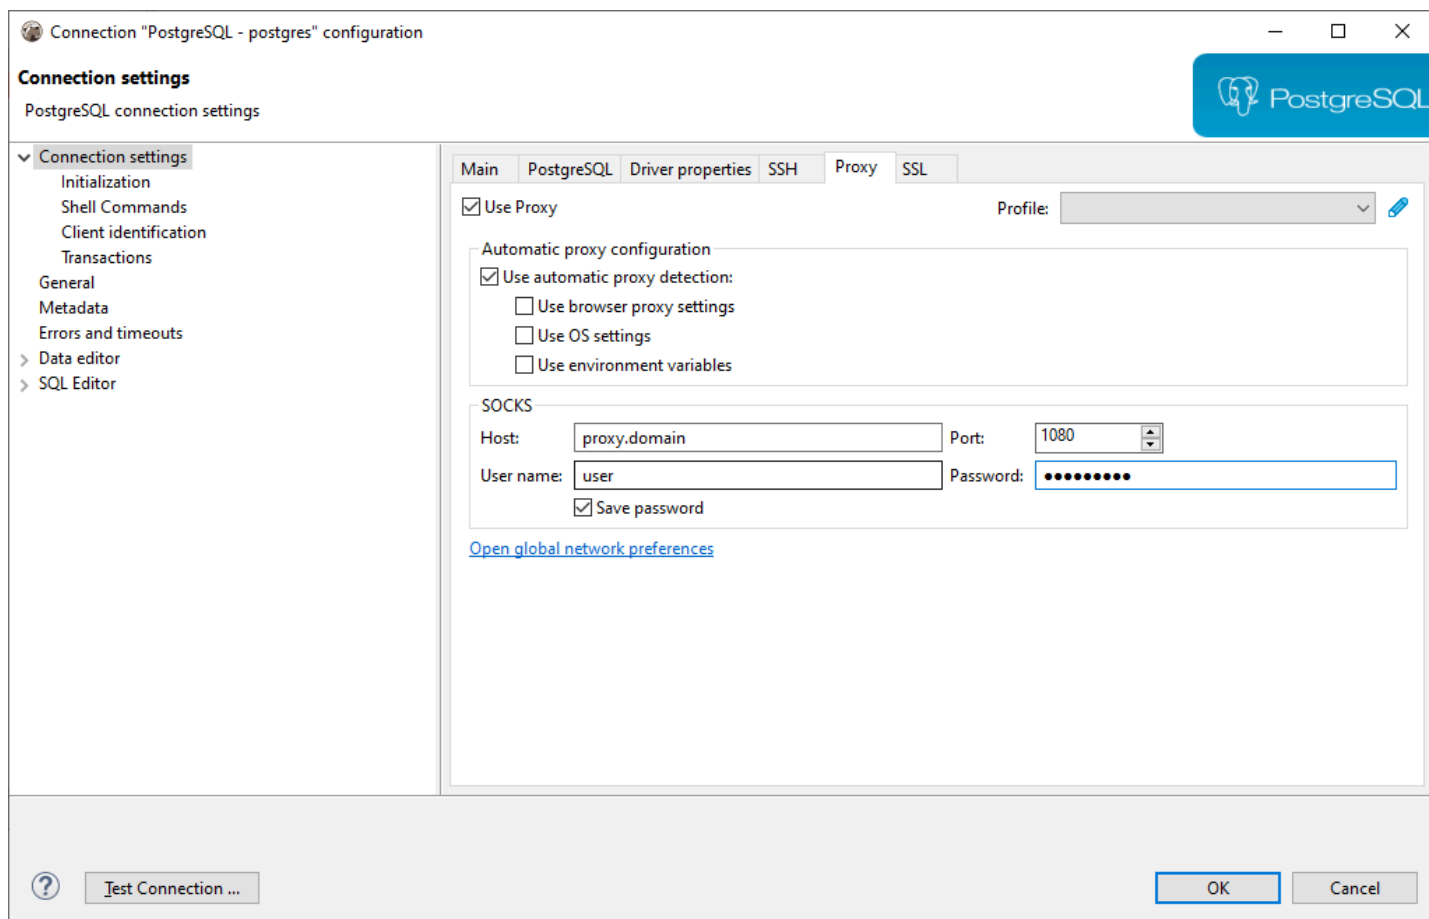 Connection "PostgreSQL - postgres" configuration
Connection settings
PostgreSQL connection settings
PostgreSQL
Connection settings
Initialization
Shell Commands
Client identification
Transactions
General
Metadata
Errors and timeouts
Data editor
SQL Editor
Main PostgreSQL Driver properties SSH Proxy SSL
Use Proxy Profile:
Automatic proxy configuration
Use automatic proxy detection:
Use browser proxy settings
Use OS settings
Use environment variables
SOCKS
Host: proxy.domain Port: 1080
User name: user Password: •••••••••
Save password
Open global network preferences
Test Connection ... OK Cancel